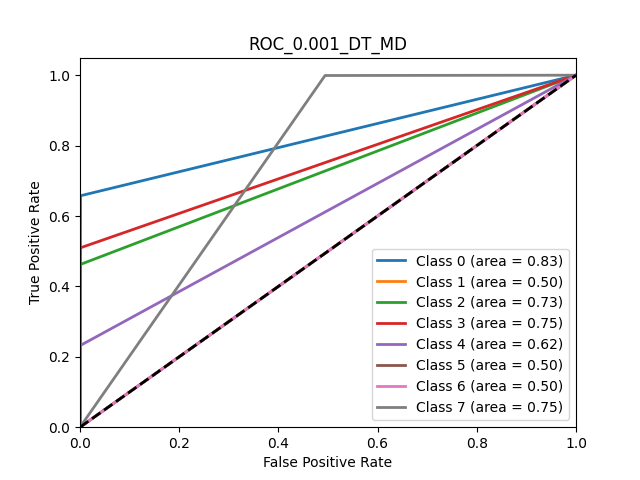 ROC_0.001_DT_MD
True Positive Rate
1.0
0.8
0.6
0.4
0.2
0.0
0.0 0.2 0.4 0.6 0.8 1.0
False Positive Rate
Class 0 (area = 0.83)
Class 1 (area = 0.50)
Class 2 (area = 0.73)
Class 3 (area = 0.75)
Class 4 (area = 0.62)
Class 5 (area = 0.50)
Class 6 (area = 0.50)
Class 7 (area = 0.75)